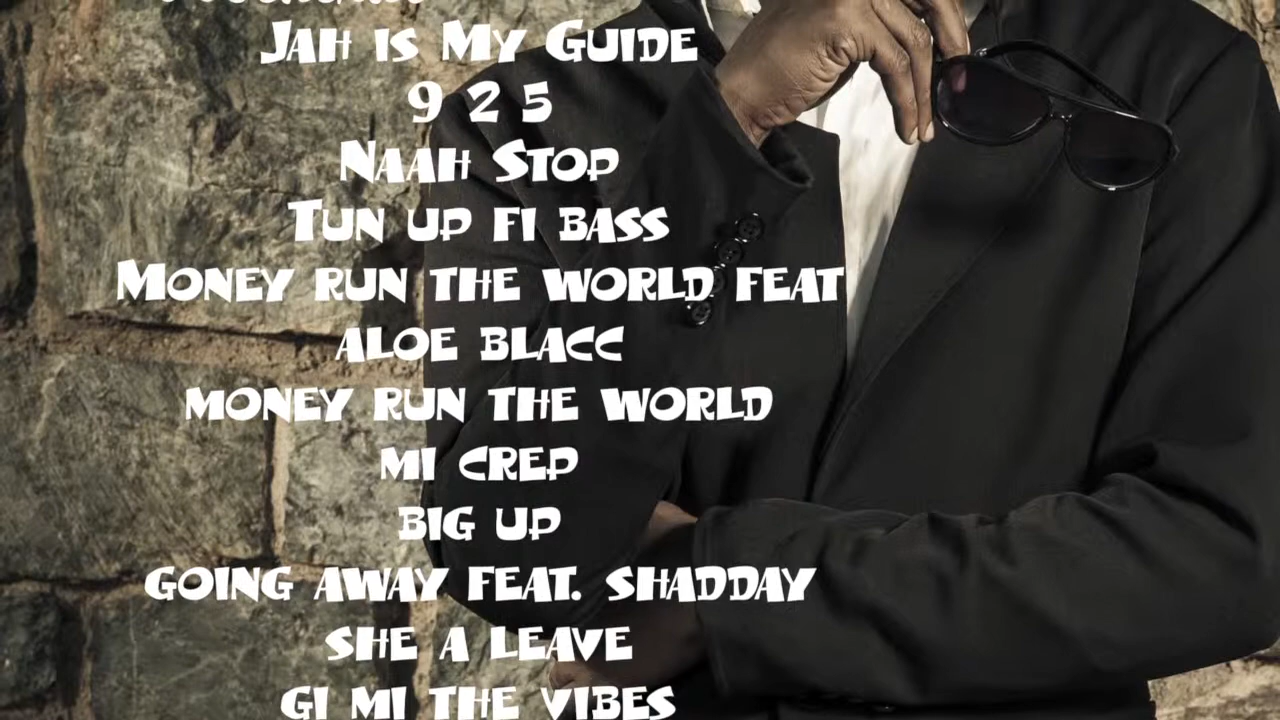 Jah is My Guide
9 2 5
Naah Stop
Tun up fi bass
Money run the world feat
aloe blacc
money run the world
mi crep
big up
going away feat. shadday
she a leave
gi mi the vibes